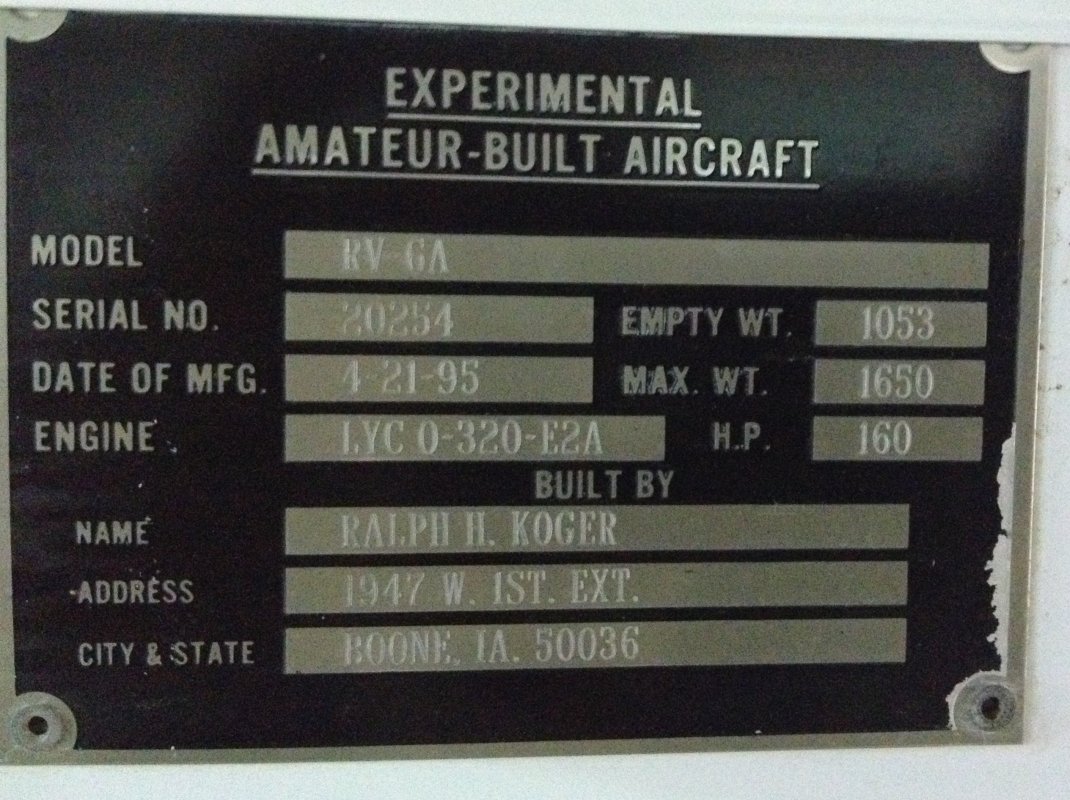 EXPERIMENTAL
AMATEUR-BUILT AIRCRAFT
MODEL RV-6A
SERIAL NO. 20254 EMPTY WT. 1053
DATE OF MFG. 4-21-95 MAX. WT. 1650
ENGINE LYC O-320-E2A H.P. 160
BUILT BY
NAME RALPH H. KOGER
ADDRESS 1947 W. 1ST. EXT.
CITY & STATE BOONE, IA. 50036